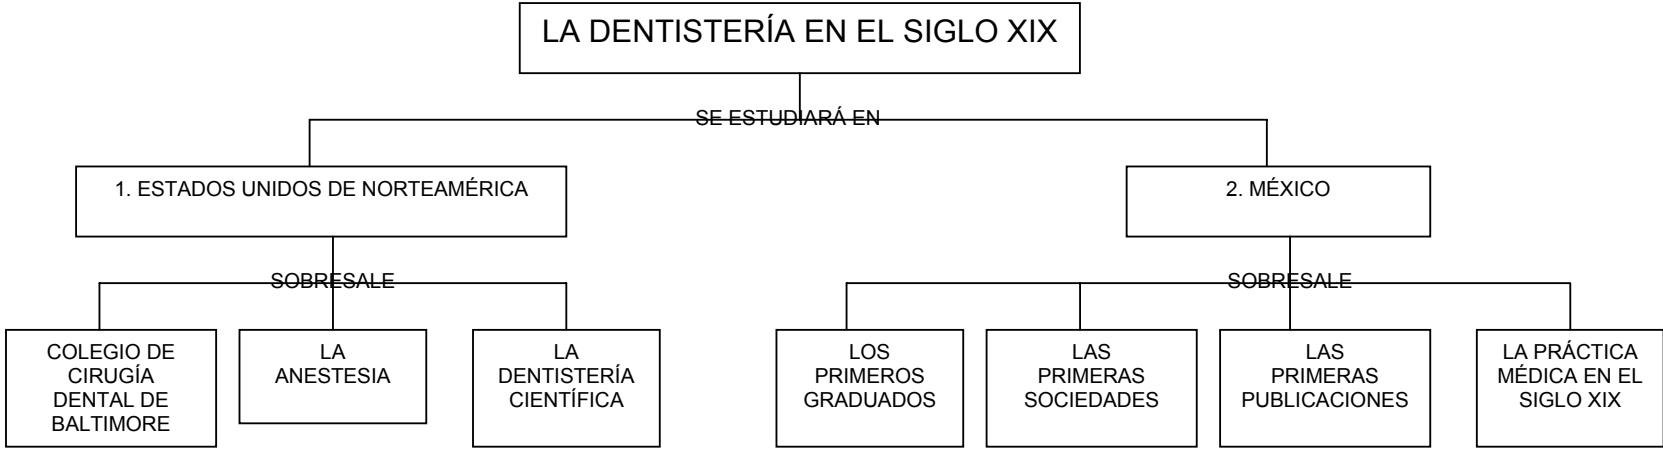 LA DENTISTERÍA EN EL SIGLO XIX
SE ESTUDIARÁ EN
1. ESTADOS UNIDOS DE NORTEAMÉRICA
2. MÉXICO
SOBRESALE
SOBRESALE
COLEGIO DE
CIRUGÍA
DENTAL DE
BALTIMORE
LA
ANESTESIA
LA
DENTISTERÍA
CIENTÍFICA
LOS
PRIMEROS
GRADUADOS
LAS
PRIMERAS
SOCIEDADES
LAS
PRIMERAS
PUBLICACIONES
LA PRÁCTICA
MÉDICA EN EL
SIGLO XIX